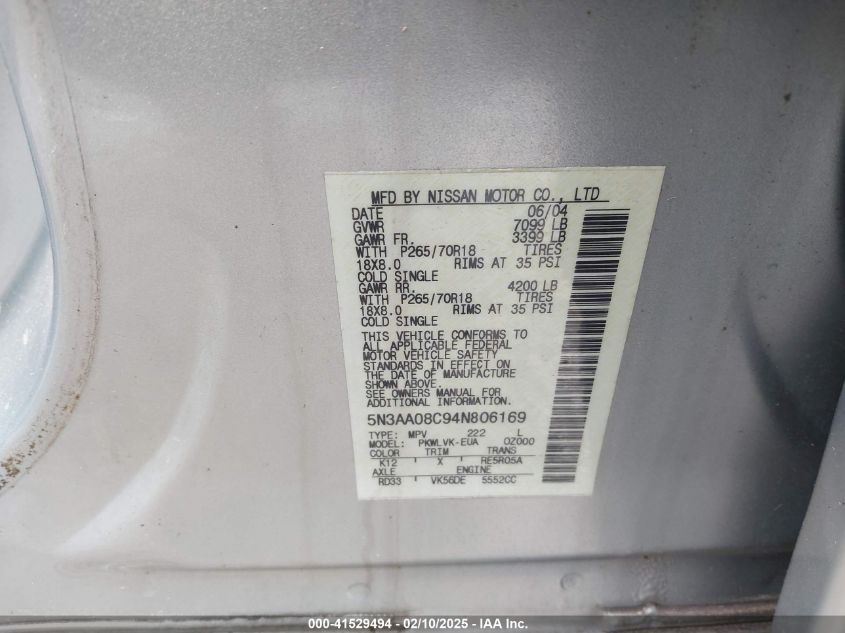 MFD BY NISSAN MOTOR CO., LTD
DATE 06/04
GVWR 7099 LB
GAWR FR. 3399 LB
WITH P265/70R18 TIRES
18X8.0 RIMS AT 35 PSI
COLD SINGLE
GAWR RR. 4200 LB
WITH P265/70R18 TIRES
18X8.0 RIMS AT 35 PSI
COLD SINGLE
THIS VEHICLE CONFORMS TO
ALL APPLICABLE FEDERAL
MOTOR VEHICLE SAFETY
STANDARDS IN EFFECT ON
THE DATE OF MANUFACTURE
SHOWN ABOVE.
SEE OWNERS MANUAL FOR
ADDITIONAL INFORMATION.
5N3AA08C94N806169
TYPE: MPV 222 L
MODEL: PKWLVK-EUA OZ000
COLOR TRIM TRANS
K12 X RE5R05A
AXLE ENGINE
RD33 VK56DE 5552CC
000-41529494 - 02/10/2025 - IAA Inc.